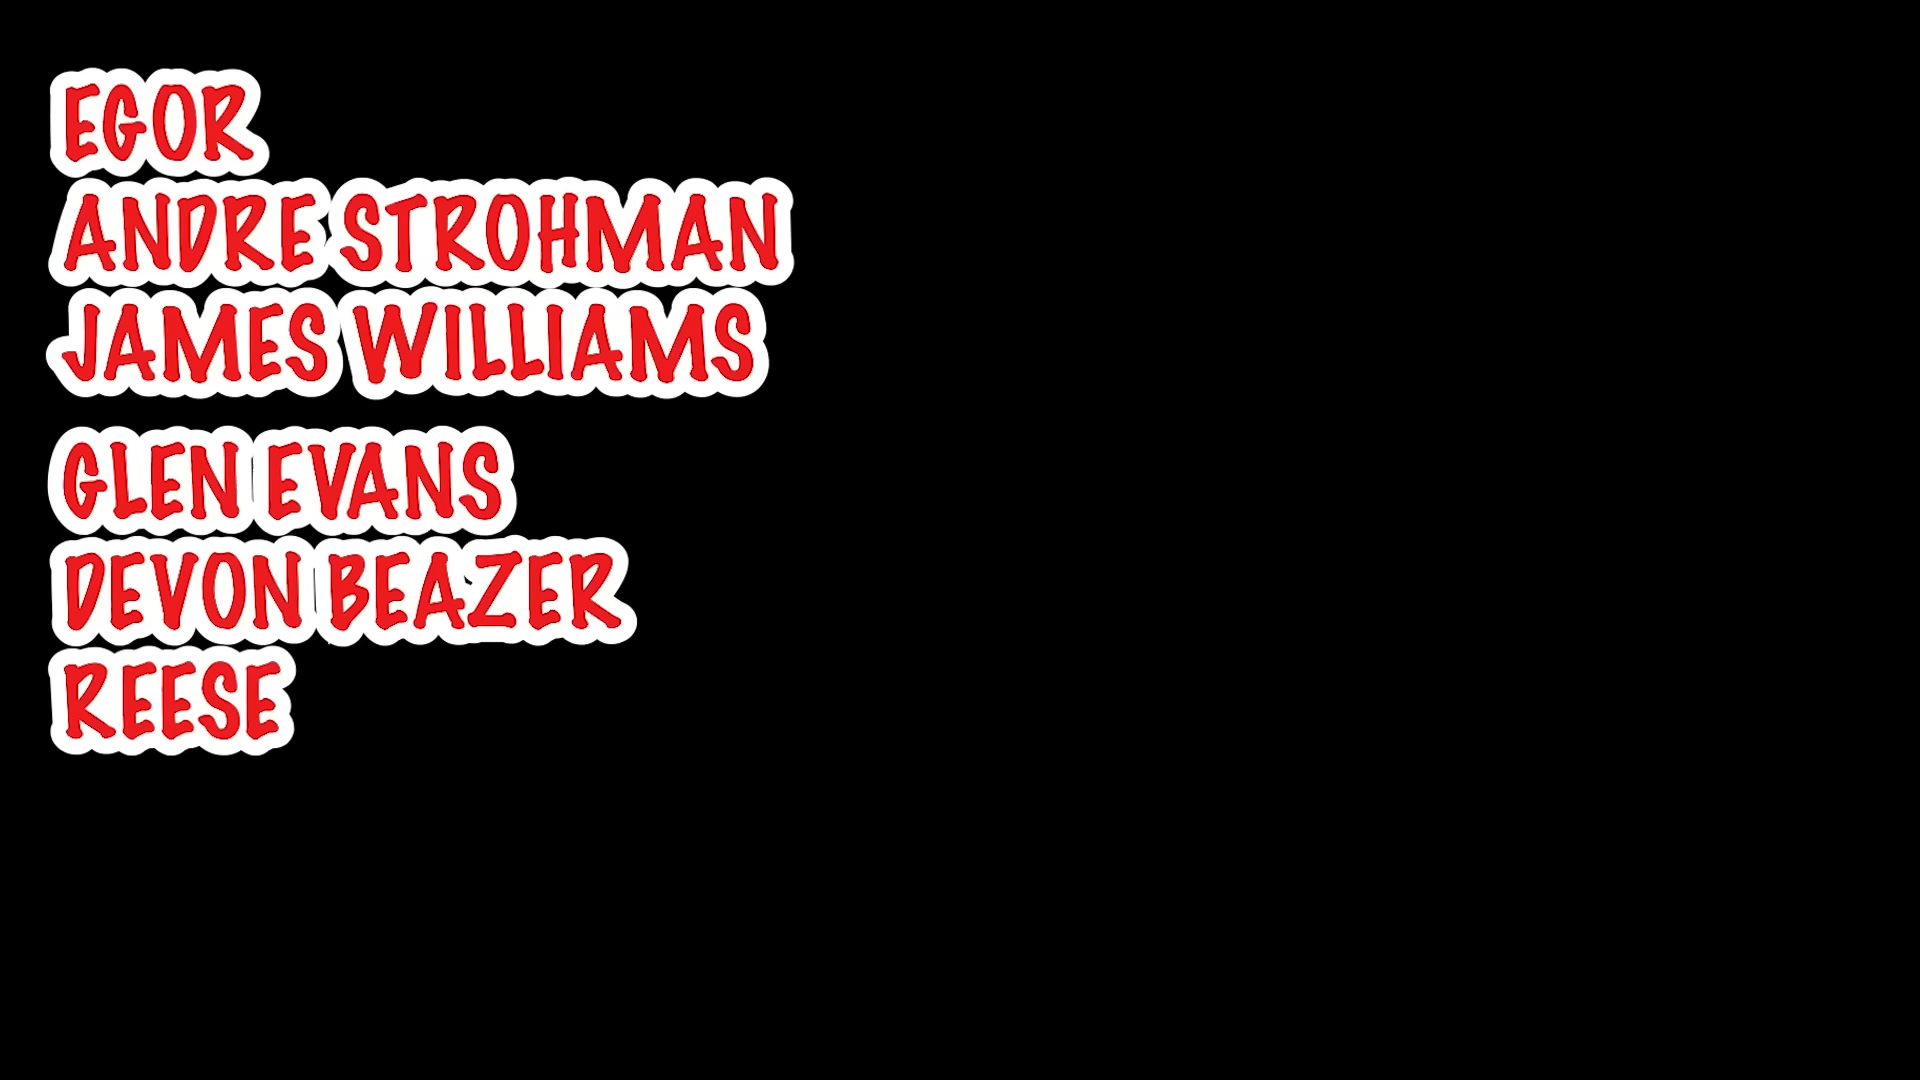 EGOR
ANDRE STROHMAN
JAMES WILLIAMS
GLEN EVANS
DEVON BEAZER
REESE